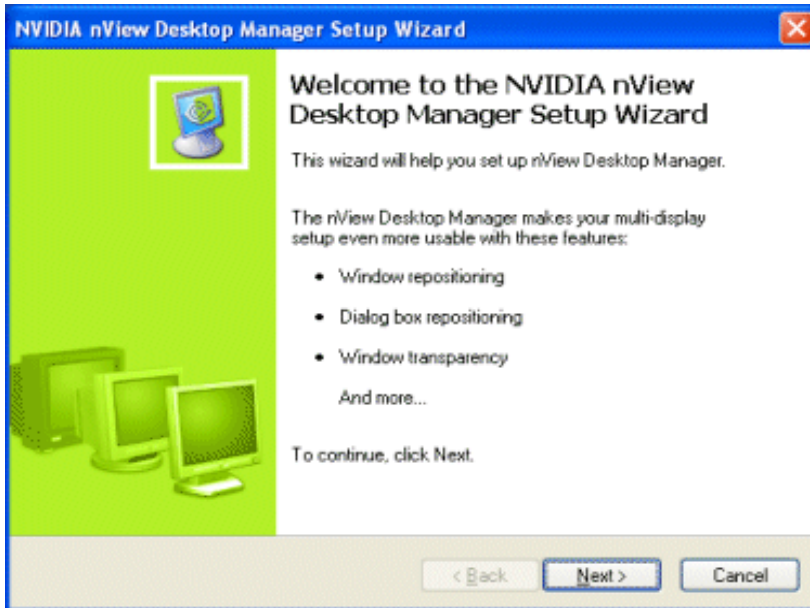 NVIDIA nView Desktop Manager Setup Wizard
Welcome to the NVIDIA nView
Desktop Manager Setup Wizard
This wizard will help you set up nView Desktop Manager.
The nView Desktop Manager makes your multi-display
setup even more usable with these features:
• Window repositioning
• Dialog box repositioning
• Window transparency
And more...
To continue, click Next.
< Back
Next >
Cancel